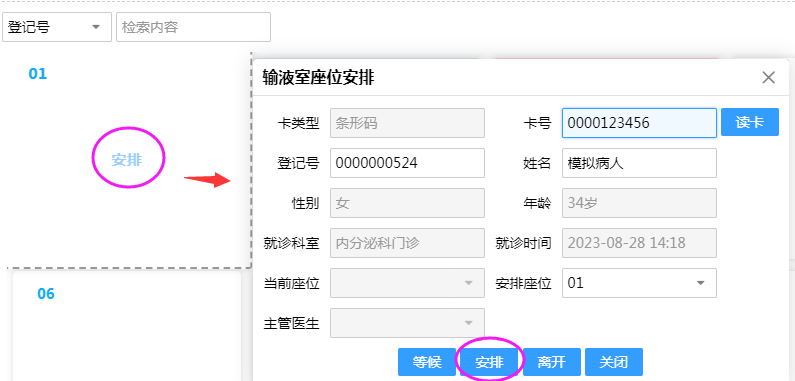 登记号 检索内容
01
安排
06
输液室座位安排
卡类型 条形码 卡号 0000123456 读卡
登记号 0000000524 姓名 模拟病人
性别 女 年龄 34岁
就诊科室 内分泌科门诊 就诊时间 2023-08-28 14:18
当前座位 安排座位 01
主管医生
等候 安排 离开 关闭